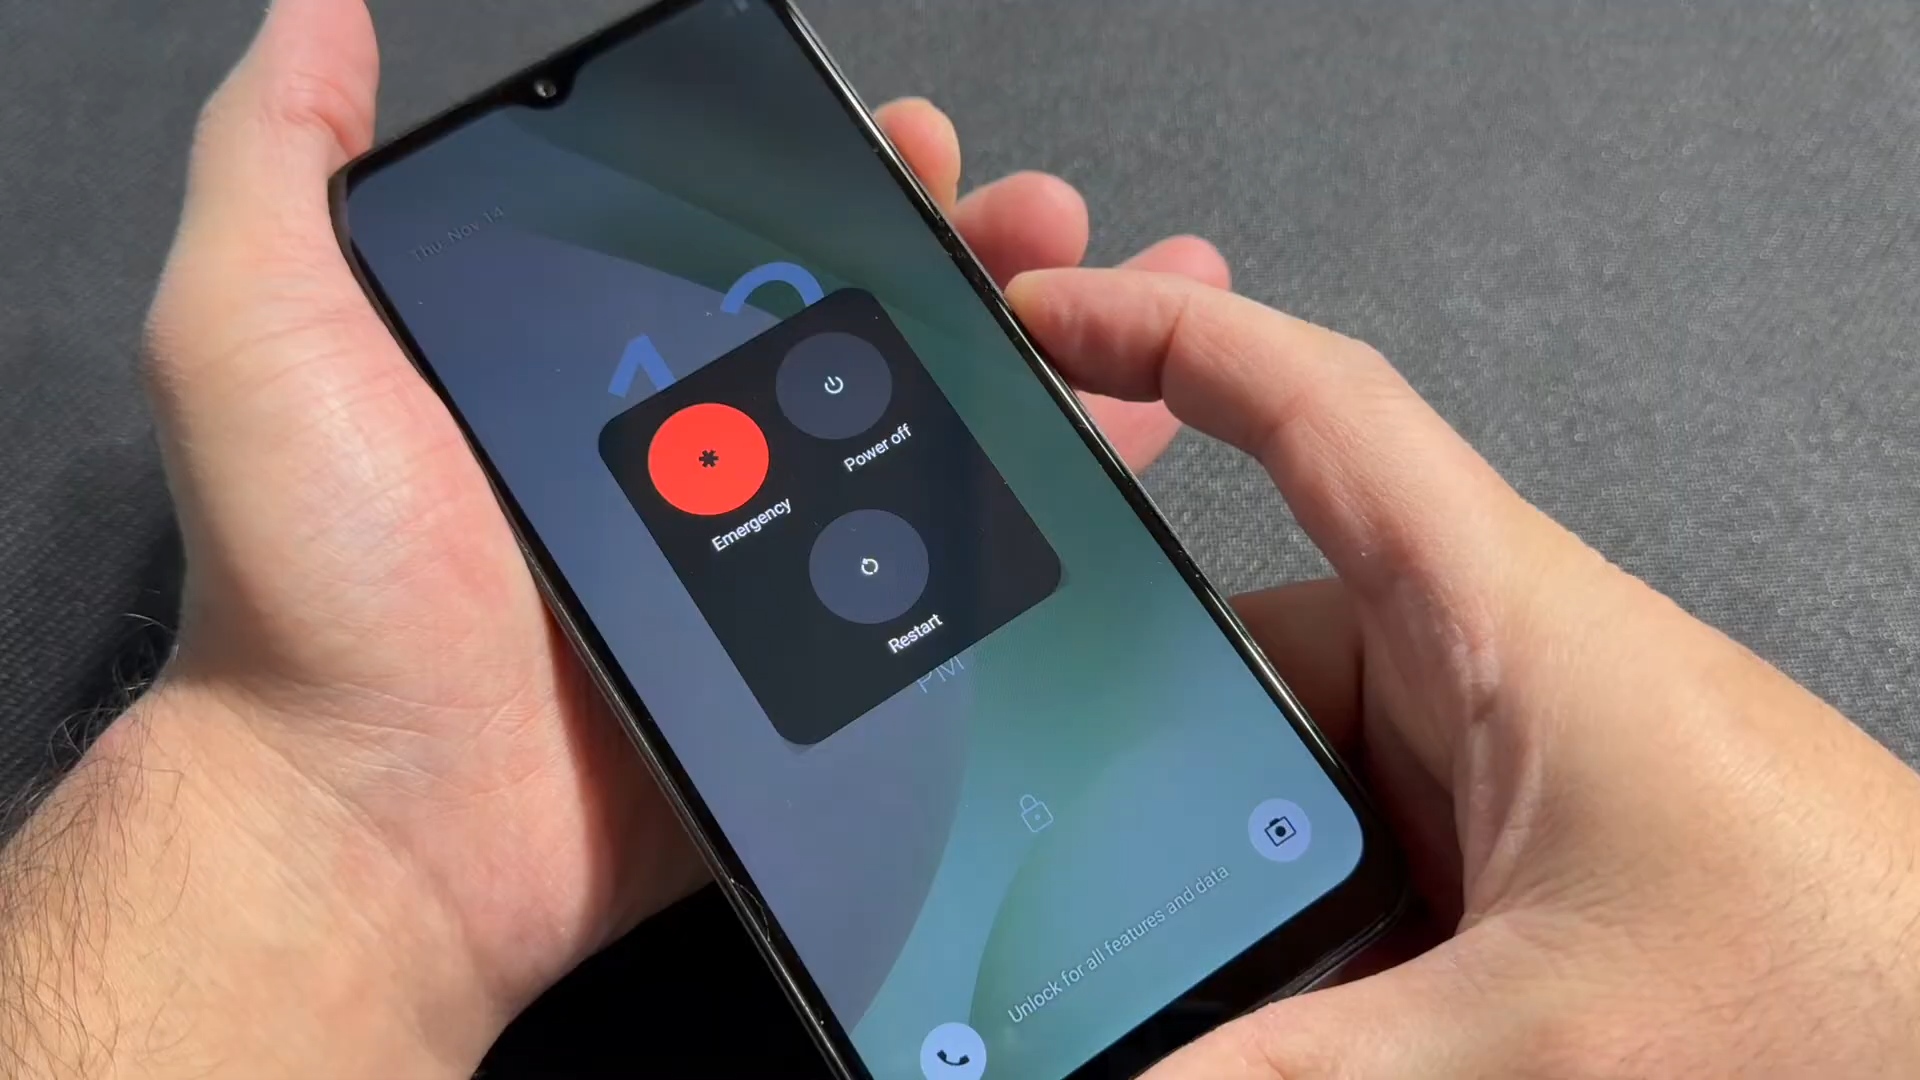 Thu, Nov 14
Power off
Emergency
Restart
PM
Unlock for all features and data